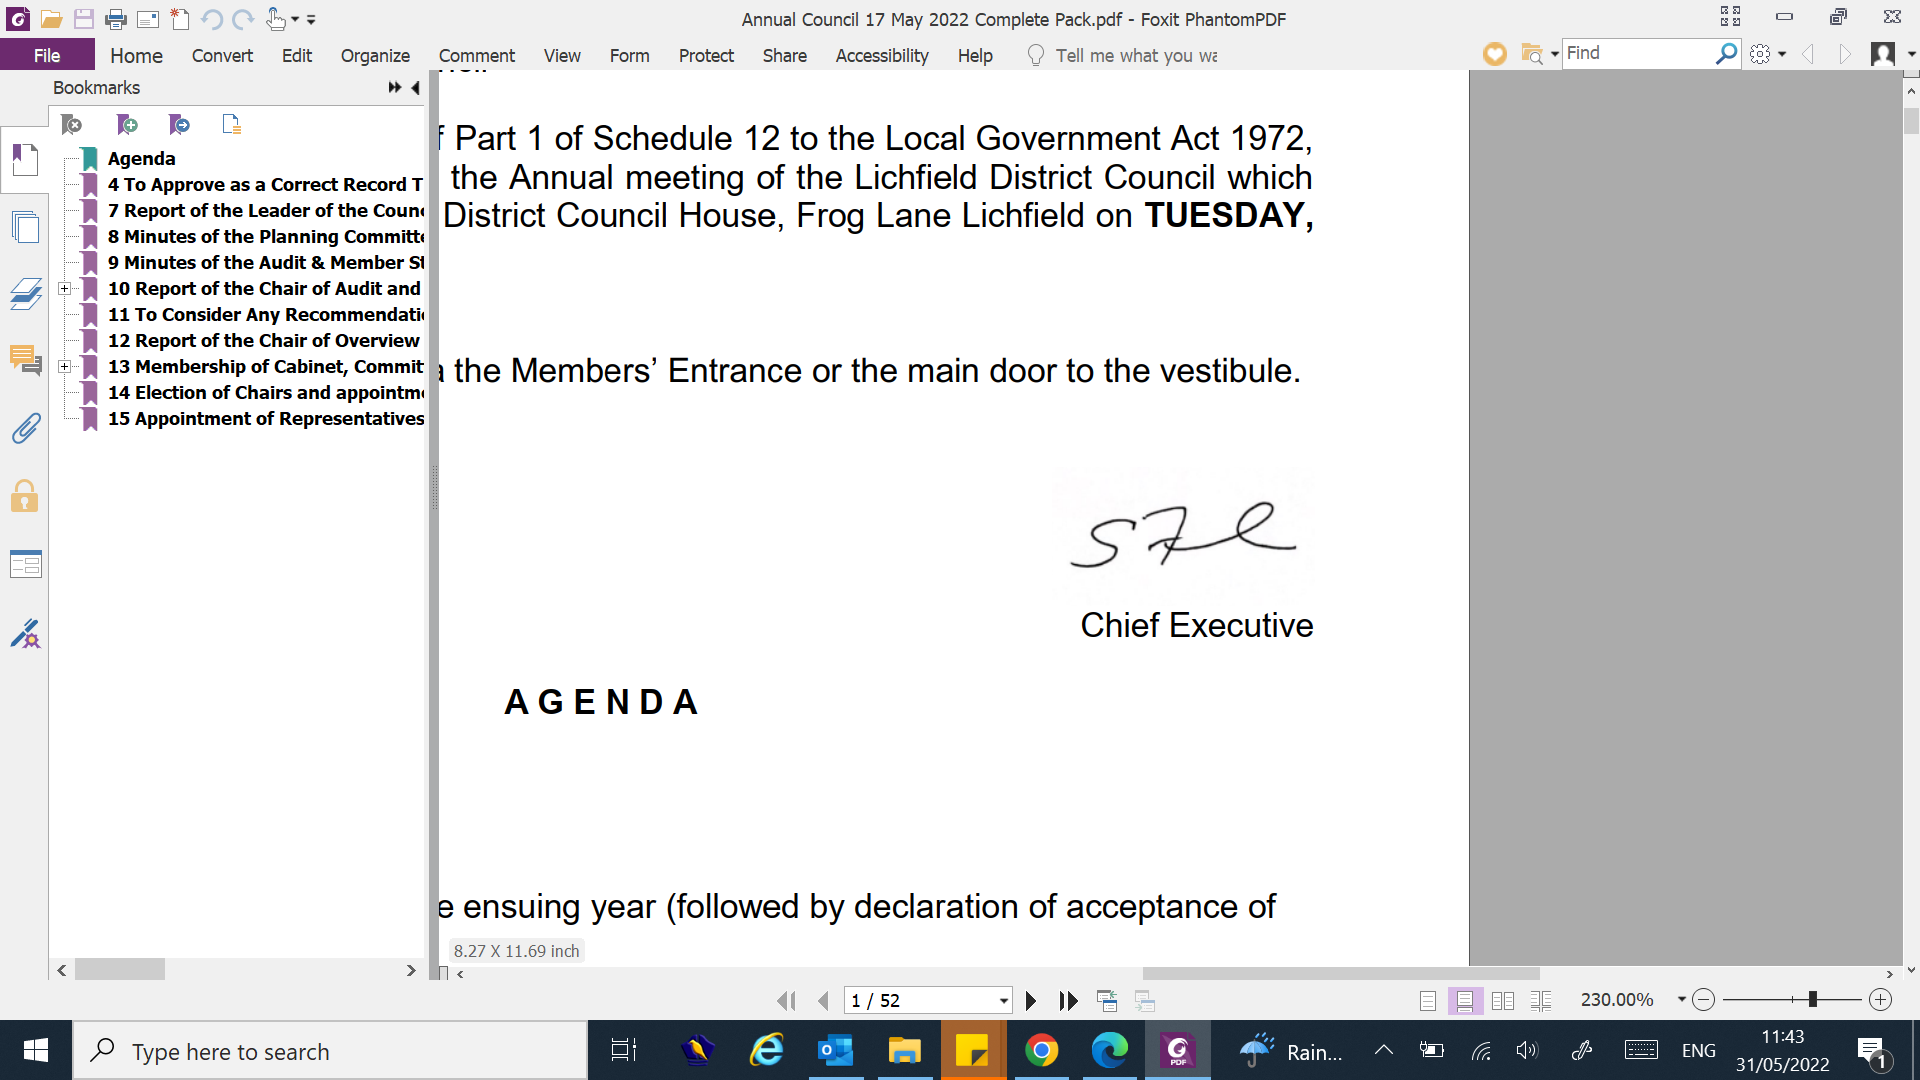 Annual Council 17 May 2022 Complete Pack.pdf - Foxit PhantomPDF
File Home Convert Edit Organize Comment View Form Protect Share Accessibility Help Tell me what you wa Find
Bookmarks
Agenda
4 To Approve as a Correct Record T
7 Report of the Leader of the Coun
8 Minutes of the Planning Committe
9 Minutes of the Audit & Member St
10 Report of the Chair of Audit and
11 To Consider Any Recommendati
12 Report of the Chair of Overview
13 Membership of Cabinet, Commit
14 Election of Chairs and appointme
15 Appointment of Representatives
f Part 1 of Schedule 12 to the Local Government Act 1972,
the Annual meeting of the Lichfield District Council which
District Council House, Frog Lane Lichfield on TUESDAY,
a the Members’ Entrance or the main door to the vestibule.
Chief Executive
A G E N D A
e ensuing year (followed by declaration of acceptance of
8.27 X 11.69 inch
1 / 52
230.00%
Type here to search
PDF
Rain...
ENG
11:43
31/05/2022
1